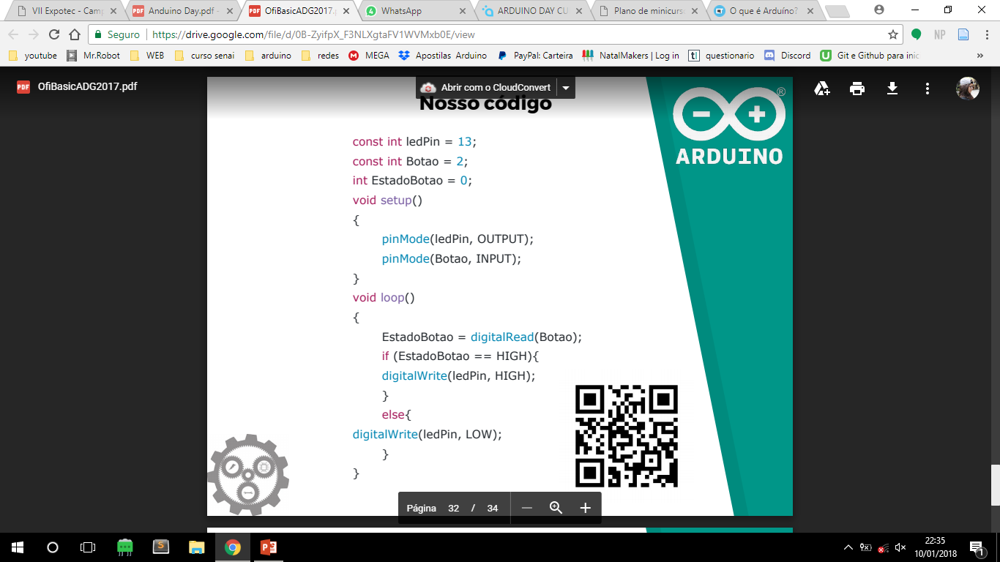 VII Expotec - Camp
Anduino Day.pdf -
OfiBasicADG2017.p
WhatsApp
ARDUINO DAY CU
Plano de minicurs
O que é Arduíno?
Seguro
https://drive.google.com/file/d/0B-ZyifpX_F3NLXgtaFV1WVMxb0E/view
NP
youtube
Mr.Robot
WEB
curso senai
arduino
redes
MEGA
Apostilas Arduino
PayPal: Carteira
NatalMakers | Log in
questionario
Discord
Git e Github para inic
»
PDF
OfiBasicADG2017.pdf
Abrir com o CloudConvert
Nosso código
ARDUINO
const int ledPin = 13;
const int Botao = 2;
int EstadoBotao = 0;
void setup()
{
pinMode(ledPin, OUTPUT);
pinMode(Botao, INPUT);
}
void loop()
{
EstadoBotao = digitalRead(Botao);
if (EstadoBotao == HIGH){
digitalWrite(ledPin, HIGH);
}
else{
digitalWrite(ledPin, LOW);
}
}
Página 32 / 34
22:35
10/01/2018
1